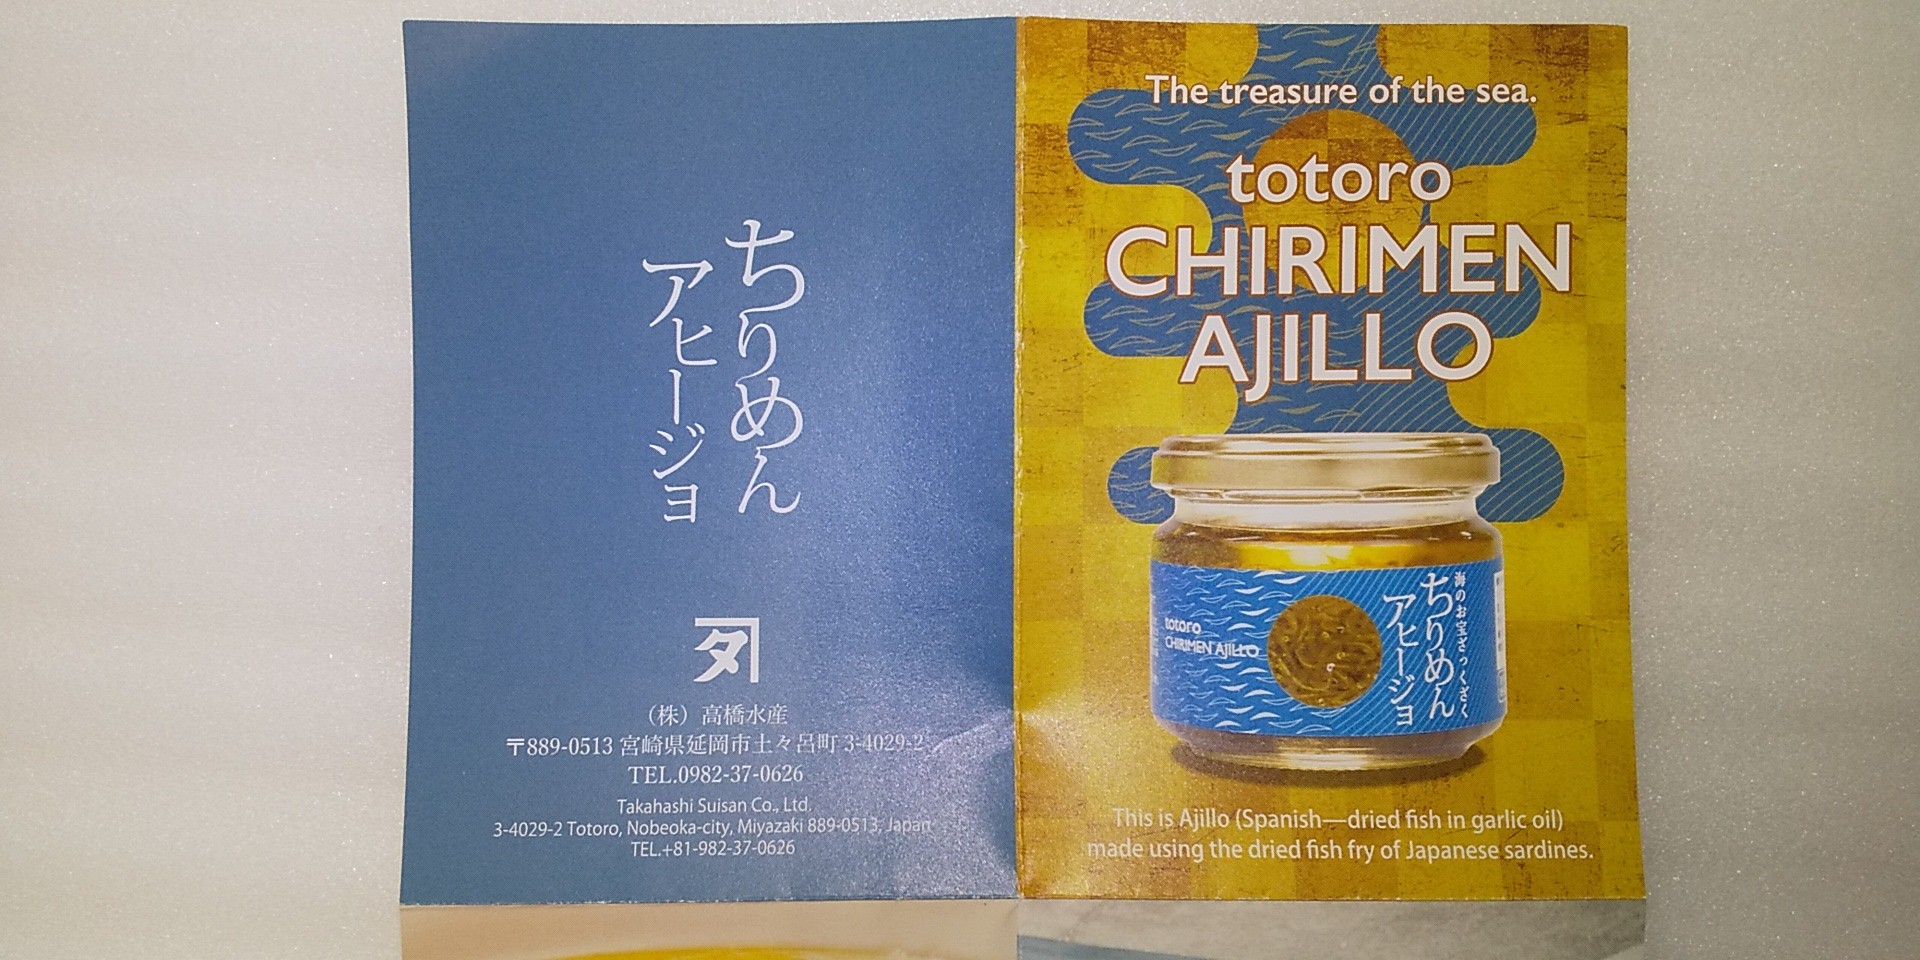 ちりめん
アヒージョ
タ
（株）高橋水産
〒889-0513 宮崎県延岡市土々呂町 3-4029-2
TEL.0982-37-0626
Takahashi Suisan Co., Ltd.
3-4029-2 Totoro, Nobeoka-city, Miyazaki 889-0513, Japan
TEL.+81-982-37-0626
The treasure of the sea.
totoro
CHIRIMEN
AJILLO
海のお宝ざっくざく
ちりめん
アヒージョ
totoro
CHIRIMEN AJILLO
This is Ajillo (Spanish—dried fish in garlic oil)
made using the dried fish fry of Japanese sardines.